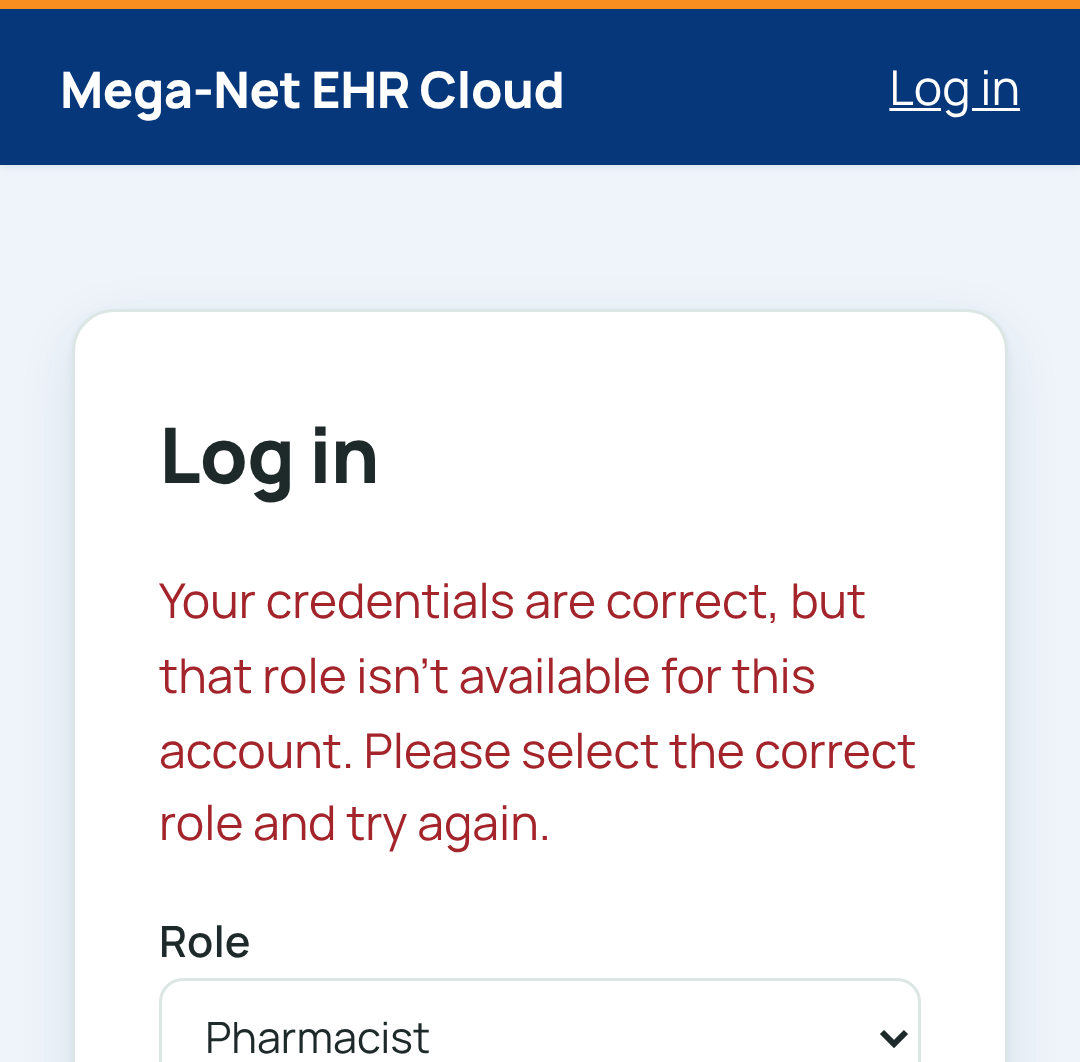 Mega-Net EHR Cloud
Log in
Log in
Your credentials are correct, but
that role isn’t available for this
account. Please select the correct
role and try again.
Role
Pharmacist